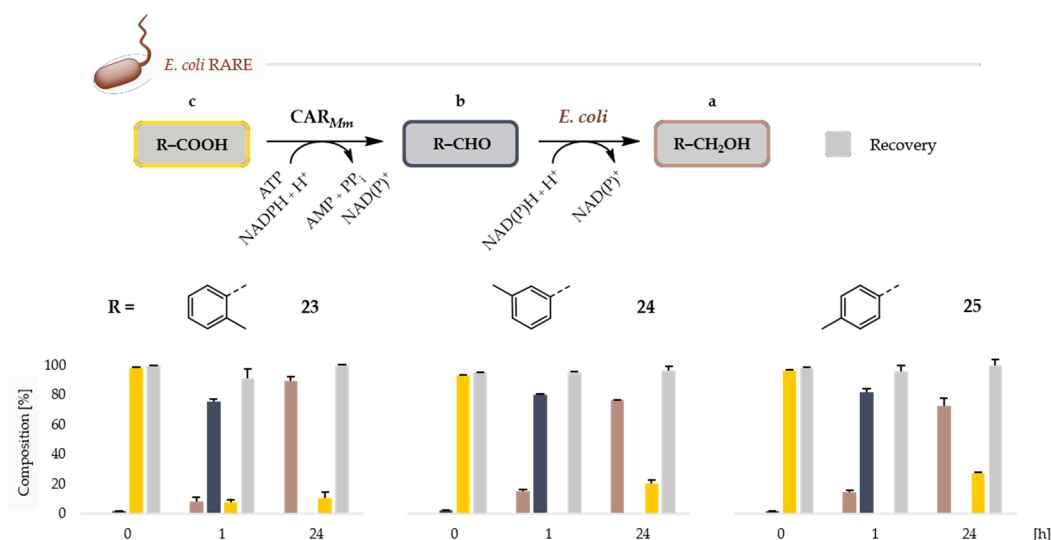 E. coli RARE
c
b
a
R–COOH
CAR_Mm
R–CHO
E. coli
R–CH₂OH
Recovery
ATP
NADPH + H⁺
AMP + PPᵢ
NAD(P)⁺
NAD(P)H + H⁺
NAD(P)⁺
R =
23
24
25
Composition [%]
100
80
60
40
20
0
0
1
24
0
1
24
0
1
24
[h]